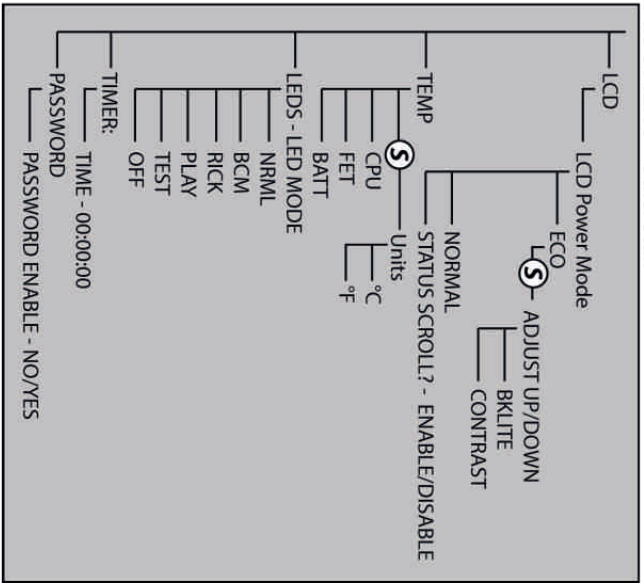 LCD
LCD Power Mode
ECO
S
ADJUST UP/DOWN
BKLITE
CONTRAST
NORMAL
STATUS SCROLL? - ENABLE/DISABLE
TEMP
S
Units
°C
°F
CPU
FET
BATT
LEDS - LED MODE
NRML
BCM
RICK
PLAY
TEST
OFF
TIMER:
TIME - 00:00:00
PASSWORD
PASSWORD ENABLE - NO/YES